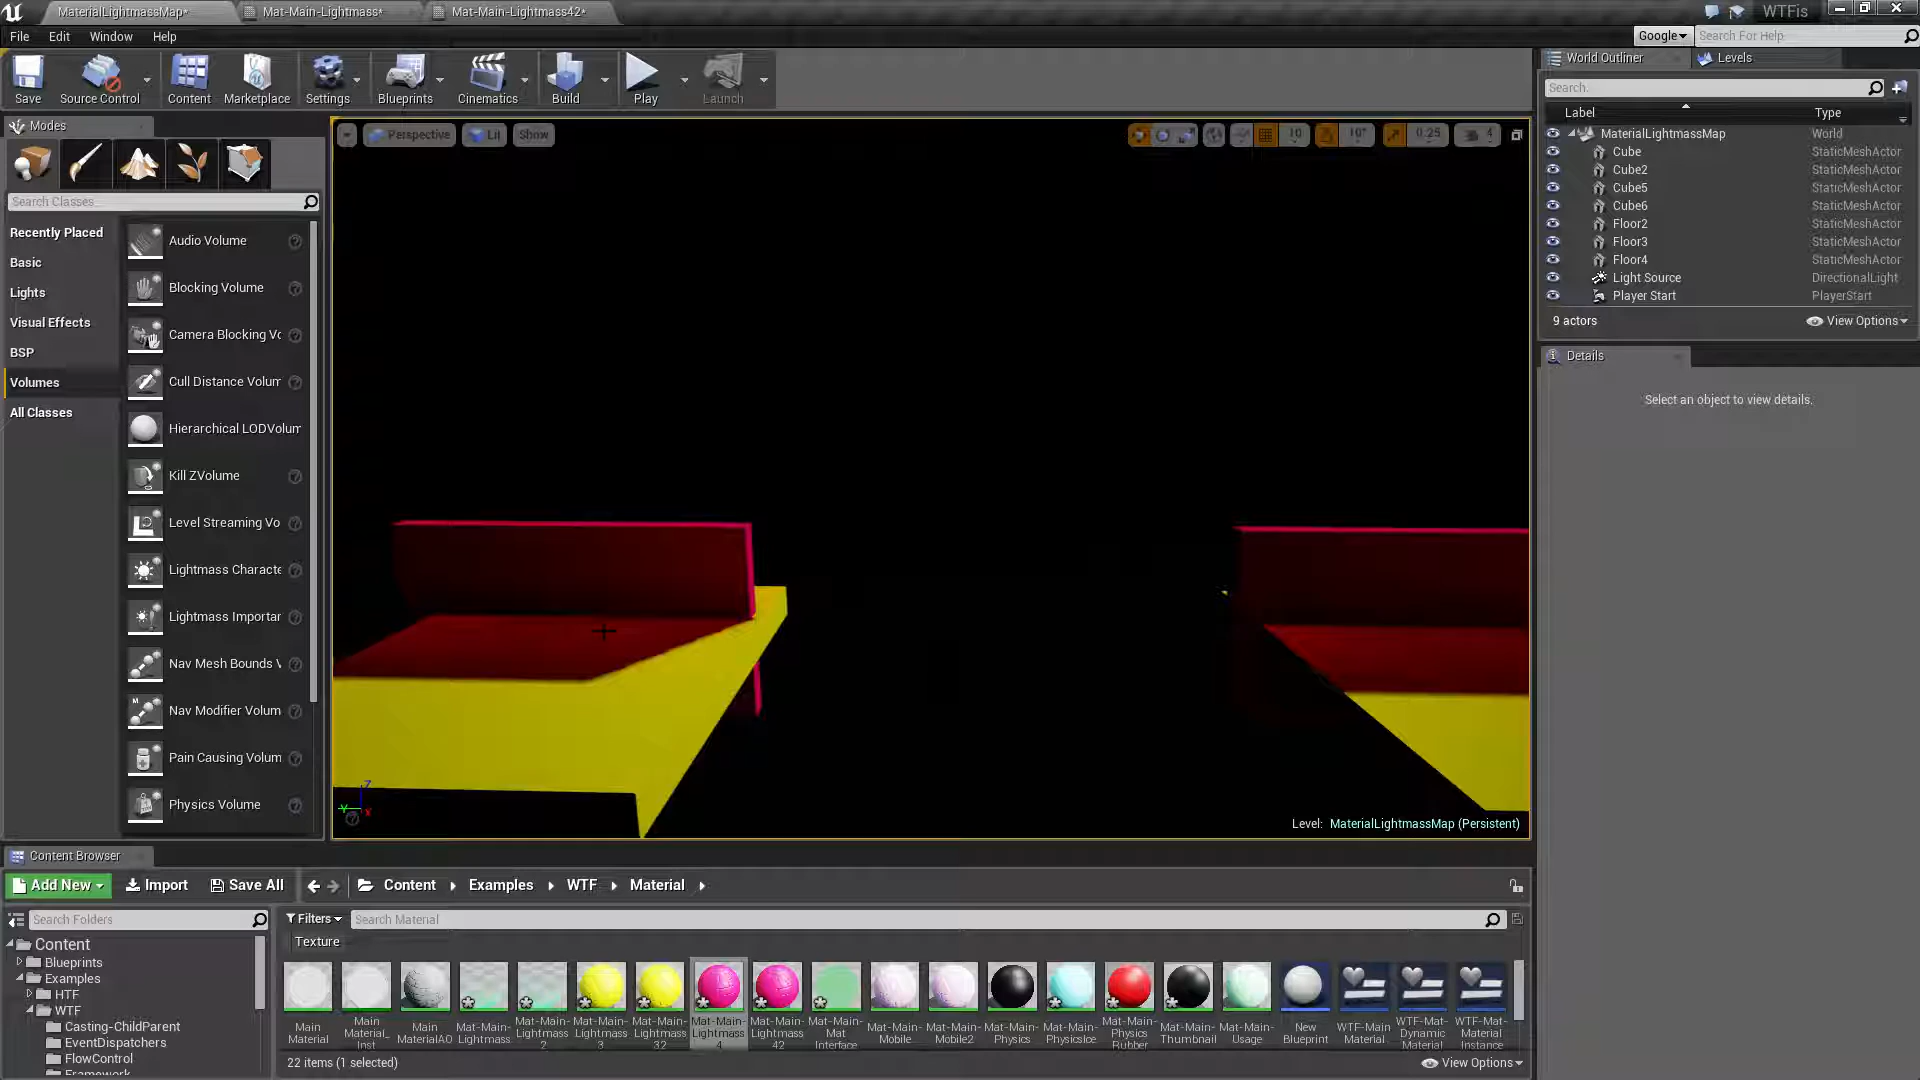 MaterialLightmassMap*
Mat-Main-Lightmass*
Mat-Main-Lightmass42*
WTFis
File Edit Window Help
Google Search For Help
Save
Source Control
Content
Marketplace
Settings
Blueprints
Cinematics
Build
Play
Launch
Modes
Search Classes
Recently Placed
Basic
Lights
Visual Effects
BSP
Volumes
All Classes
Audio Volume
Blocking Volume
Camera Blocking Vc
Cull Distance Volum
Hierarchical LODVolum
Kill ZVolume
Level Streaming Vo
Lightmass Characte
Lightmass Importar
Nav Mesh Bounds V
Nav Modifier Volum
Pain Causing Volum
Physics Volume
Perspective Lit Show
10 10° 0.25 4
Level: MaterialLightmassMap (Persistent)
World Outliner Levels
Search.
Label Type
MaterialLightmassMap World
Cube StaticMeshActor
Cube2 StaticMeshActor
Cube5 StaticMeshActor
Cube6 StaticMeshActor
Floor2 StaticMeshActor
Floor3 StaticMeshActor
Floor4 StaticMeshActor
Light Source DirectionalLight
Player Start PlayerStart
9 actors View Options
Details
Select an object to view details.
Content Browser
Add New Import Save All Content Examples WTF Material
Search Folders
Content
Blueprints
Examples
HTF
WTF
Casting-ChildParent
EventDispatchers
FlowControl
Framework
Filters Search Material
Texture
Main Material
Main Material_ Inst
Main MaterialAO
Mat-Main-Lightmass
Mat-Main-Lightmass-2
Mat-Main-Lightmass-3
Mat-Main-Lightmass-32
Mat-Main-Lightmass4
Mat-Main-Lightmass42
Mat-Main-Mat Interface
Mat-Main-Mobile
Mat-Main-Mobile2
Mat-Main-Physics
Mat-Main-PhysicsIce
Mat-Main-Physics Rubber
Mat-Main-Thumbnail
Mat-Main-Usage
New Blueprint
WTF-Main Material
WTF-Mat-Dynamic Material
WTF-Mat-Material Instance
22 items (1 selected) View Options